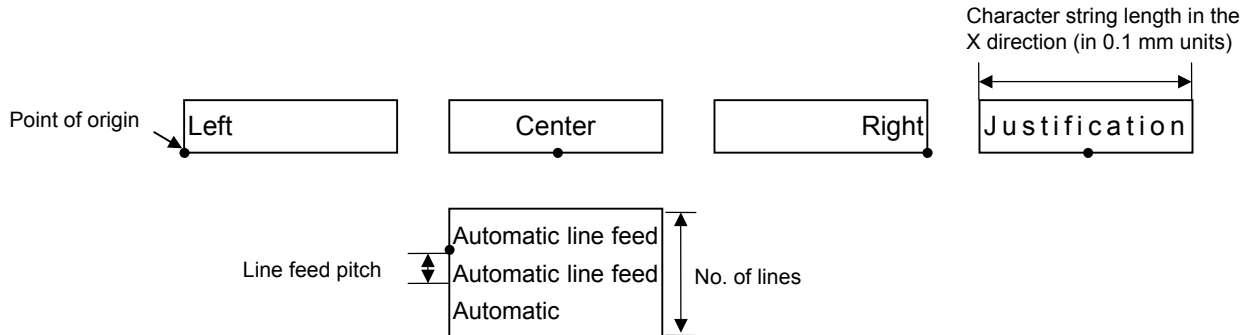 Character string length in the
X direction (in 0.1 mm units)
Point of origin
Left
Center
Right
Justification
Automatic line feed
Line feed pitch
Automatic line feed
No. of lines
Automatic